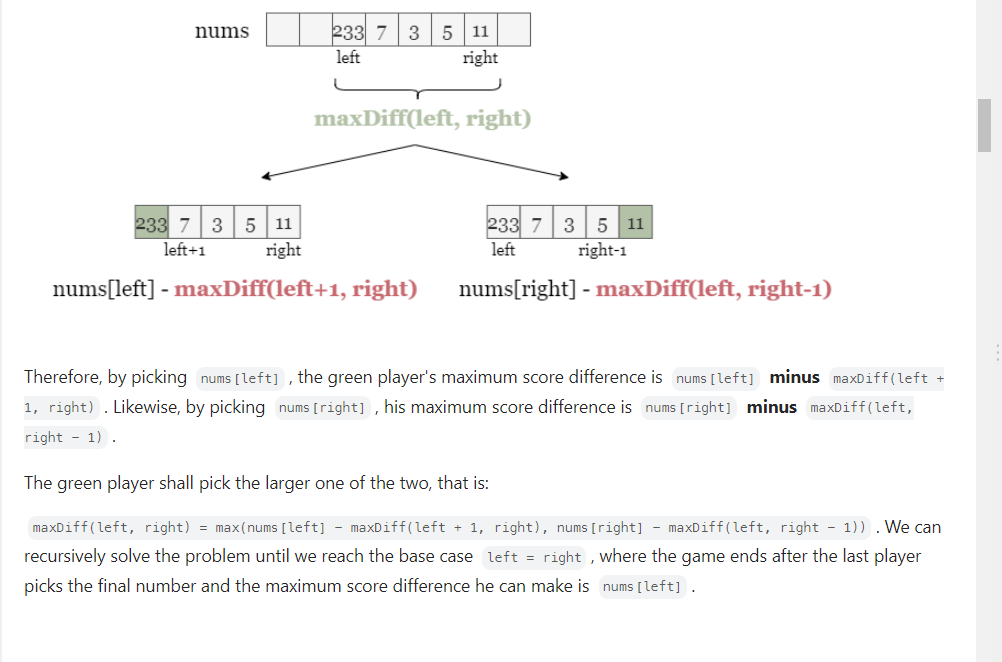 nums 233 7 3 5 11
left right
maxDiff(left, right)
233 7 3 5 11 233 7 3 5 11
left+1 right left right-1
nums[left] - maxDiff(left+1, right) nums[right] - maxDiff(left, right-1)
Therefore, by picking nums[left] , the green player's maximum score difference is nums[left] minus maxDiff(left +
1, right) . Likewise, by picking nums[right] , his maximum score difference is nums[right] minus maxDiff(left,
right - 1) .
The green player shall pick the larger one of the two, that is:
maxDiff(left, right) = max(nums[left] - maxDiff(left + 1, right), nums[right] - maxDiff(left, right - 1)) . We can
recursively solve the problem until we reach the base case left = right , where the game ends after the last player
picks the final number and the maximum score difference he can make is nums[left] .